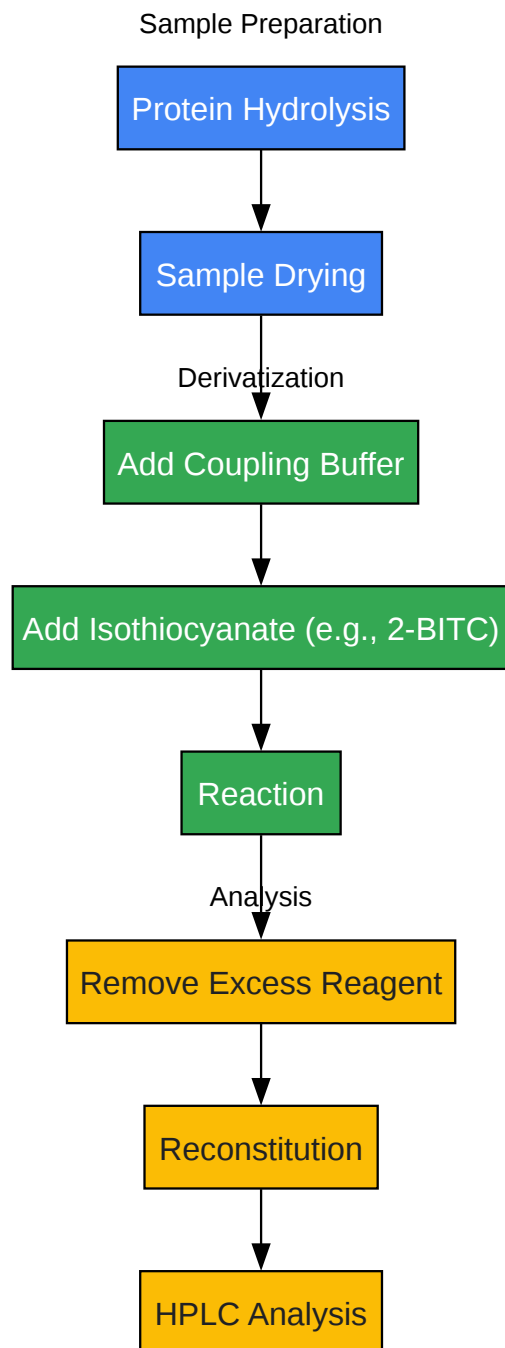 Sample Preparation
Protein Hydrolysis
Sample Drying
Derivatization
Add Coupling Buffer
Add Isothiocyanate (e.g., 2-BITC)
Reaction
Analysis
Remove Excess Reagent
Reconstitution
HPLC Analysis